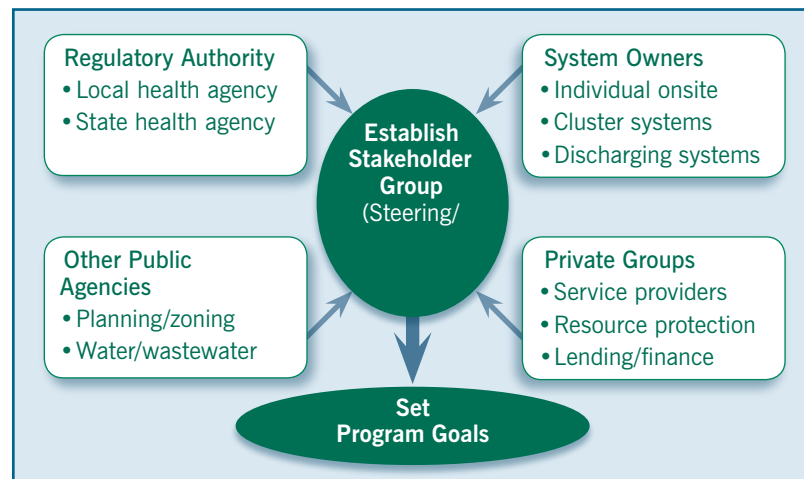 Regulatory Authority
• Local health agency
• State health agency
System Owners
• Individual onsite
• Cluster systems
• Discharging systems
Establish
Stakeholder
Group
(Steering/
Other Public
Agencies
• Planning/zoning
• Water/wastewater
Private Groups
• Service providers
• Resource protection
• Lending/finance
Set
Program Goals